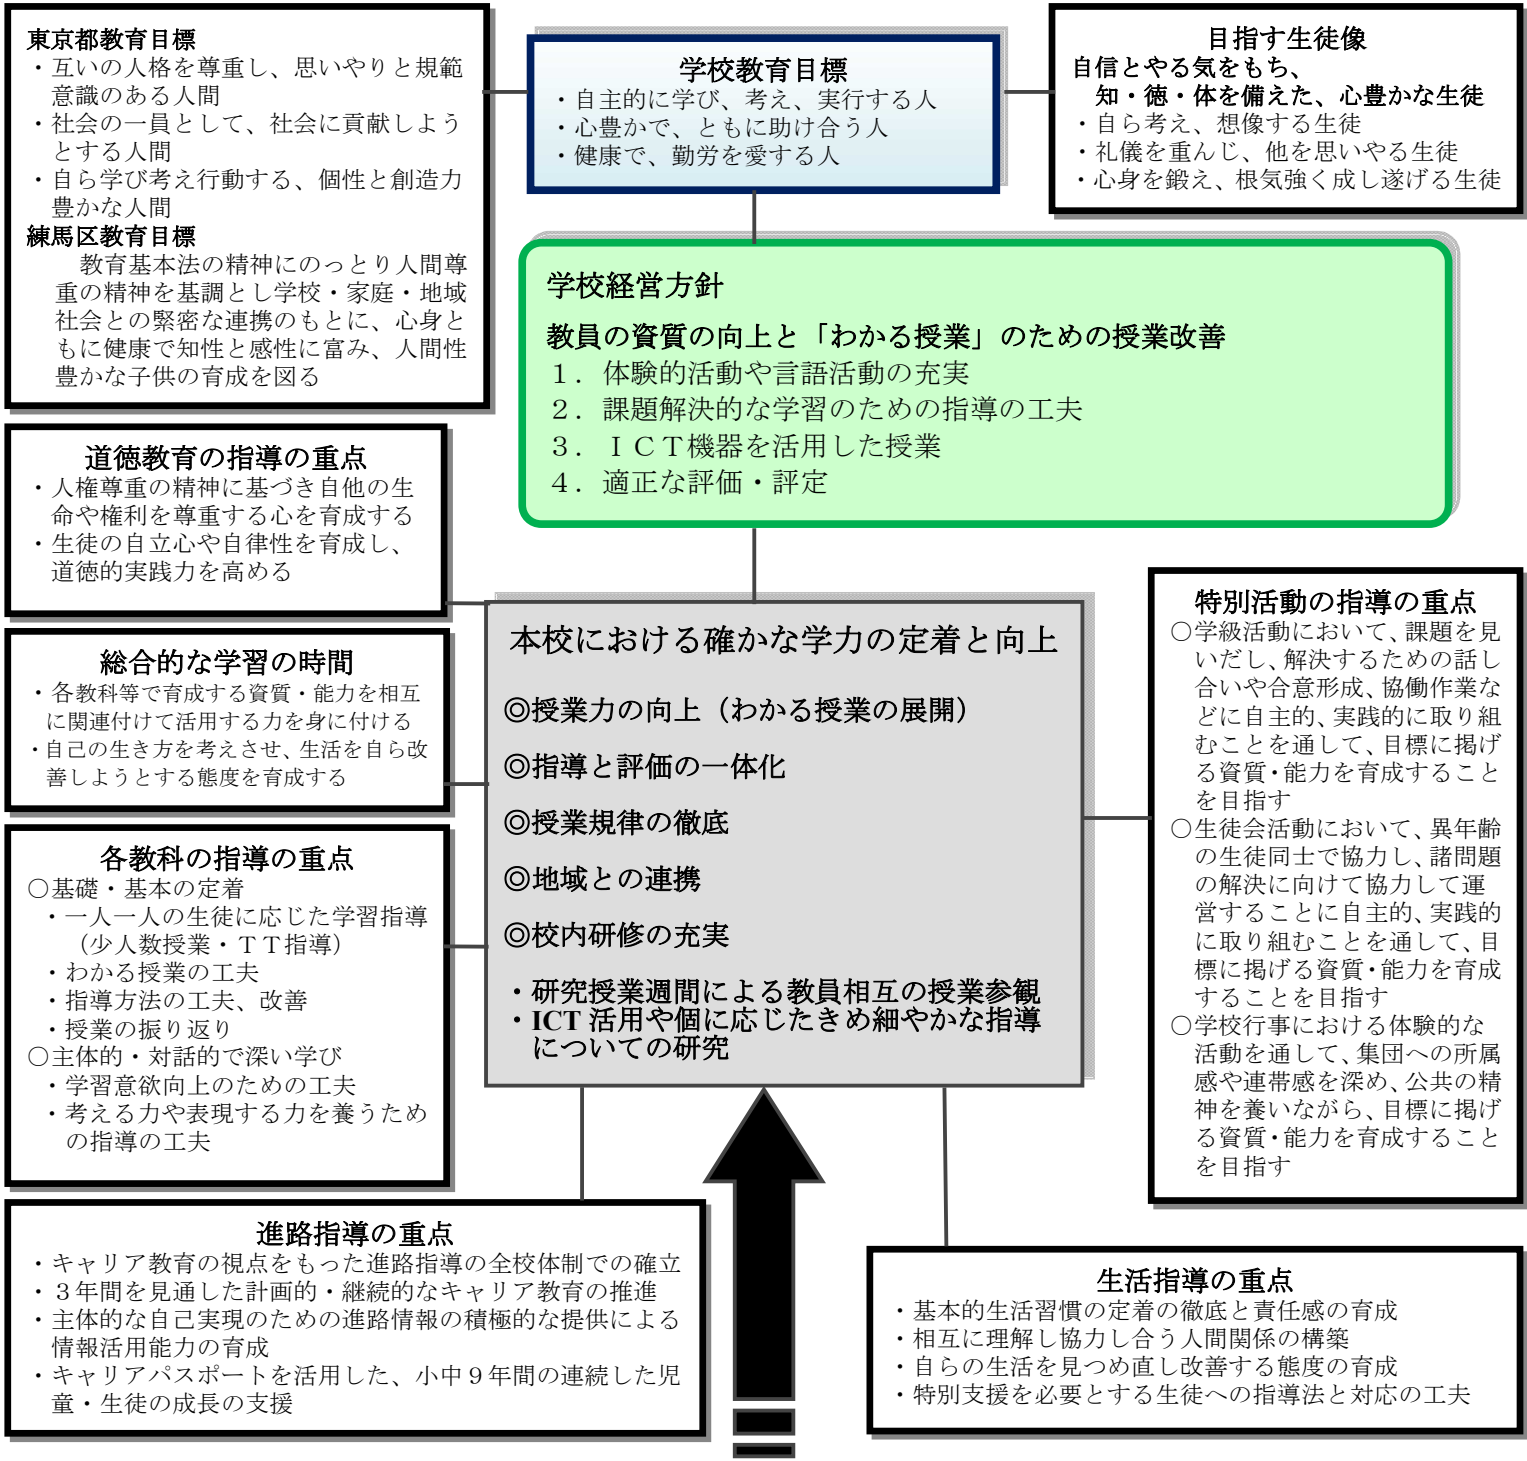 東京都教育目標
・互いの人格を尊重し、思いやりと規範
意識のある人間
・社会の一員として、社会に貢献しよう
とする人間
・自ら学び考え行動する、個性と創造力
豊かな人間
練馬区教育目標
教育基本法の精神にのっとり人間尊
重の精神を基調とし学校・家庭・地域
社会との緊密な連携のもとに、心身と
もに健康で知性と感性に富み、人間性
豊かな子供の育成を図る
学校教育目標
・自主的に学び、考え、実行する人
・心豊かで、ともに助け合う人
・健康で、勤労を愛する人
目指す生徒像
自信とやる気をもち、
知・徳・体を備えた、心豊かな生徒
・自ら考え、想像する生徒
・礼儀を重んじ、他を思いやる生徒
・心身を鍛え、根気強く成し遂げる生徒
学校経営方針
教員の資質の向上と「わかる授業」のための授業改善
１．体験的活動や言語活動の充実
２．課題解決的な学習のための指導の工夫
３．ＩＣＴ機器を活用した授業
４．適正な評価・評定
道徳教育の指導の重点
・人権尊重の精神に基づき自他の生
命や権利を尊重する心を育成する
・生徒の自立心や自律性を育成し、
道徳的実践力を高める
総合的な学習の時間
・各教科等で育成する資質・能力を相互
に関連付けて活用する力を身に付ける
・自己の生き方を考えさせ、生活を自ら改
善しようとする態度を育成する
各教科の指導の重点
○基礎・基本の定着
・一人一人の生徒に応じた学習指導
（少人数授業・ＴＴ指導）
・わかる授業の工夫
・指導方法の工夫、改善
・授業の振り返り
○主体的・対話的で深い学び
・学習意欲向上のための工夫
・考える力や表現する力を養うため
の指導の工夫
本校における確かな学力の定着と向上
◎授業力の向上（わかる授業の展開）
◎指導と評価の一体化
◎授業規律の徹底
◎地域との連携
◎校内研修の充実
・研究授業週間による教員相互の授業参観
・ICT 活用や個に応じたきめ細やかな指導
についての研究
特別活動の指導の重点
○学級活動において、課題を見
いだし、解決するための話し
合いや合意形成、協働作業な
どに自主的、実践的に取り組
むことを通して、目標に掲げ
る資質・能力を育成すること
を目指す
○生徒会活動において、異年齢
の生徒同士で協力し、諸問題
の解決に向けて協力して運
営することに自主的、実践的
に取り組むことを通して、目
標に掲げる資質・能力を育成
することを目指す
○学校行事における体験的な
活動を通して、集団への所属
感や連帯感を深め、公共の精
神を養いながら、目標に掲げ
る資質・能力を育成すること
を目指す
進路指導の重点
・キャリア教育の視点をもった進路指導の全校体制での確立
・３年間を見通した計画的・継続的なキャリア教育の推進
・主体的な自己実現のための進路情報の積極的な提供による
情報活用能力の育成
・キャリアパスポートを活用した、小中９年間の連続した児
童・生徒の成長の支援
生活指導の重点
・基本的生活習慣の定着の徹底と責任感の育成
・相互に理解し協力し合う人間関係の構築
・自らの生活を見つめ直し改善する態度の育成
・特別支援を必要とする生徒への指導法と対応の工夫